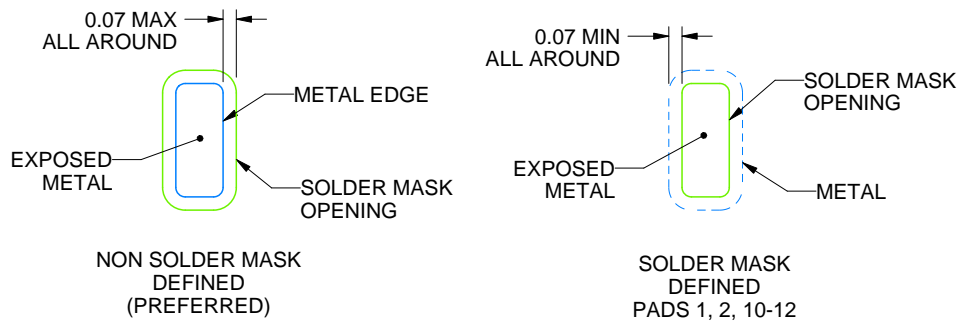 0.07 MAX
ALL AROUND
METAL EDGE
EXPOSED
METAL
SOLDER MASK
OPENING
NON SOLDER MASK
DEFINED
(PREFERRED)
0.07 MIN
ALL AROUND
SOLDER MASK
OPENING
EXPOSED
METAL
METAL
SOLDER MASK
DEFINED
PADS 1, 2, 10-12